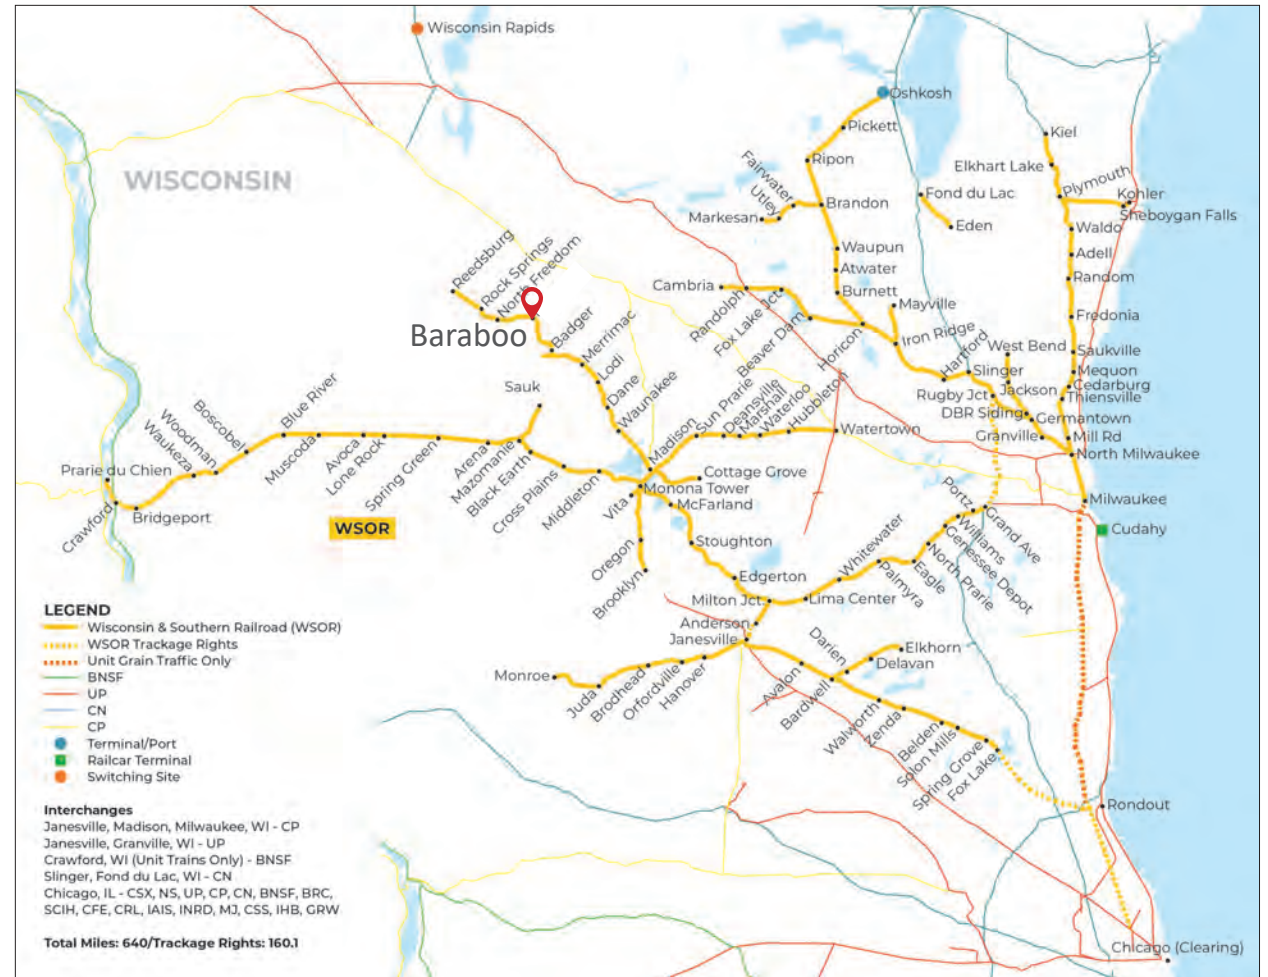 Wisconsin Rapids
WISCONSIN
Oshkosh
Pickett
Ripon
Fairwater
Utley
Markesan
Brandon
Waupun
Atwater
Burnett
Mayville
Fond du Lac
Eden
Kiel
Elkhart Lake
Plymouth
Kohler
Sheboygan Falls
Waldo
Adell
Random
Fredonia
Saukville
Mequon
Cedarburg
Thiensville
Mill Rd
North Milwaukee
Milwaukee
Cudahy
Reedsburg
Rock Springs
North Freedom
Baraboo
Badger
Merrimac
Lodi
Dane
Waunakee
Madison
Cambria
Randolph
Fox Lake Jct.
Beaver Dam
Horicon
Iron Ridge
Hartford
Slinger
West Bend
Rugby Jct
Jackson
DBR Siding
Germantown
Granville
Sun Prarie
Deansville
Marshall
Waterloo
Hubbleton
Watertown
Sauk
Prarie du Chien
Crawford
Bridgeport
Waukeza
Woodman
Boscobel
Blue River
Muscoda
Avoca
Lone Rock
Spring Green
Arena
Mazomanie
Black Earth
Cross Plains
Middleton
WSOR
Cottage Grove
Monona Tower
Vita
McFarland
Oregon
Brooklyn
Stoughton
Edgerton
Milton Jct.
Lima Center
Whitewater
Palmyra
Eagle
North Prarie
Genessee Depot
Williams
Portz
Grand Ave
Anderson
Janesville
Monroe
Juda
Brodhead
Orfordville
Hanover
Avalon
Bardwell
Darien
Delavan
Elkhorn
Walworth
Zenda
Belden
Solon Mills
Spring Grove
Fox Lake
Rondout
Chicago (Clearing)
LEGEND
Wisconsin & Southern Railroad (WSOR)
WSOR Trackage Rights
Unit Grain Traffic Only
BNSF
UP
CN
CP
Terminal/Port
Railcar Terminal
Switching Site
Interchanges
Janesville, Madison, Milwaukee, WI - CP
Janesville, Granville, WI - UP
Crawford, WI (Unit Trains Only) - BNSF
Slinger, Fond du Lac, WI - CN
Chicago, IL - CSX, NS, UP, CP, CN, BNSF, BRC,
SCIH, CFE, CRL, IAIS, INRD, MJ, CSS, IHB, GRW
Total Miles: 640/Trackage Rights: 160.1